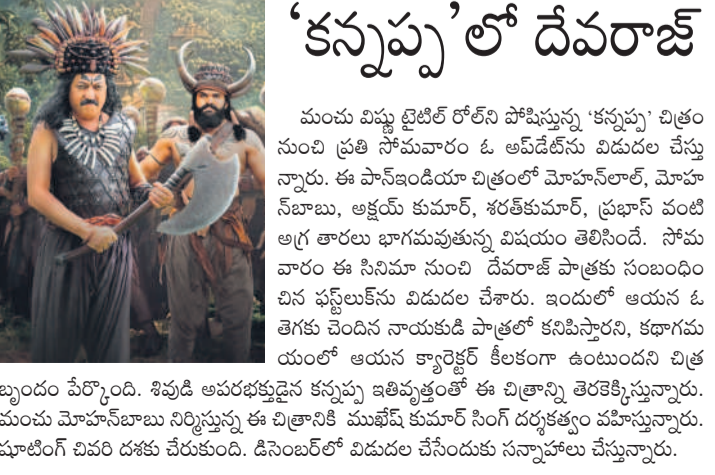 ‘కన్నప్ప’లో దేవరాజ్
మంచు విష్ణు టైటిల్ రోల్‌ని పోషిస్తున్న ‘కన్నప్ప’ చిత్రం
నుంచి ప్రతి సోమవారం ఓ అప్‌డేట్‌ను విడుదల చేస్తు
న్నారు. ఈ పాన్‌ఇండియా చిత్రంలో మోహన్‌లాల్, మోహ
న్‌బాబు, అక్షయ్ కుమార్, శరత్‌కుమార్, ప్రభాస్ వంటి
అగ్ర తారలు భాగమవుతున్న విషయం తెలిసిందే. సోమ
వారం ఈ సినిమా నుంచి దేవరాజ్ పాత్రకు సంబంధిం
చిన ఫస్ట్‌లుక్‌ను విడుదల చేశారు. ఇందులో ఆయన ఓ
తెగకు చెందిన నాయకుడి పాత్రలో కనిపిస్తారని, కథాగమ
యంలో ఆయన క్యారెక్టర్ కీలకంగా ఉంటుందని చిత్ర
బృందం పేర్కొంది. శివుడి అపరభక్తుడైన కన్నప్ప ఇతివృత్తంతో ఈ చిత్రాన్ని తెరకెక్కిస్తున్నారు.
మంచు మోహన్‌బాబు నిర్మిస్తున్న ఈ చిత్రానికి ముఖేష్ కుమార్ సింగ్ దర్శకత్వం వహిస్తున్నారు.
షూటింగ్ చివరి దశకు చేరుకుంది. డిసెంబర్‌లో విడుదల చేసేందుకు సన్నాహాలు చేస్తున్నారు.